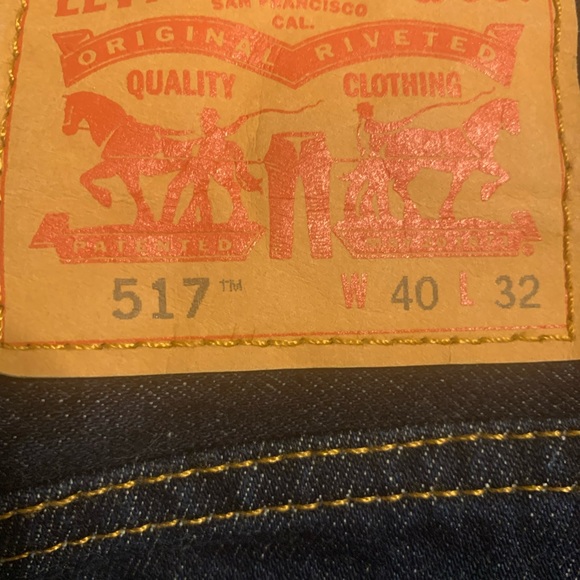 SAN FRANCISCO
CAL.
ORIGINAL RIVETED
QUALITY CLOTHING
PATENTED
517™ W 40 L 32